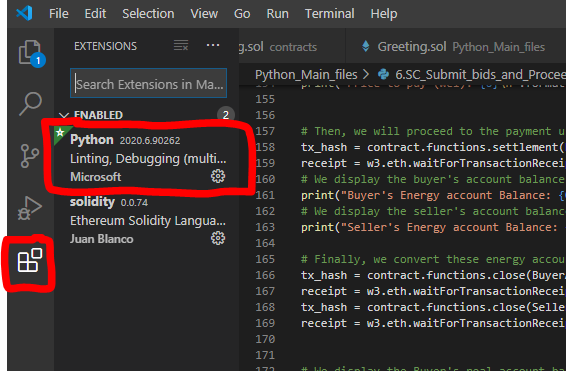 File Edit Selection View Go Run Terminal Help
EXTENSIONS
g.sol contracts
Greeting.sol Python_Main_files
1
Search Extensions in Ma...
Python_Main_files > 6.SC_Submit_bids_and_Procee
ENABLED 2
155
Python 2020.6.90262
Linting, Debugging (multi...
Microsoft
solidity 0.0.74
Ethereum Solidity Langua...
Juan Blanco
157 # Then, we will proceed to the payment u
158 tx_hash = contract.functions.settlement(
159 receipt = w3.eth.waitForTransactionRecei
160 # We display the buyer's account balance
161 print("Buyer's Energy account Balance: {
162 # We display the seller's account balanc
163 print("Seller's Energy account Balance:
164
165 # Finally, we convert these energy accou
166 tx_hash = contract.functions.close(Buyer
167 receipt = w3.eth.waitForTransactionRecei
168 tx_hash = contract.functions.close(Selle
169 receipt = w3.eth.waitForTransactionRecei
170
171